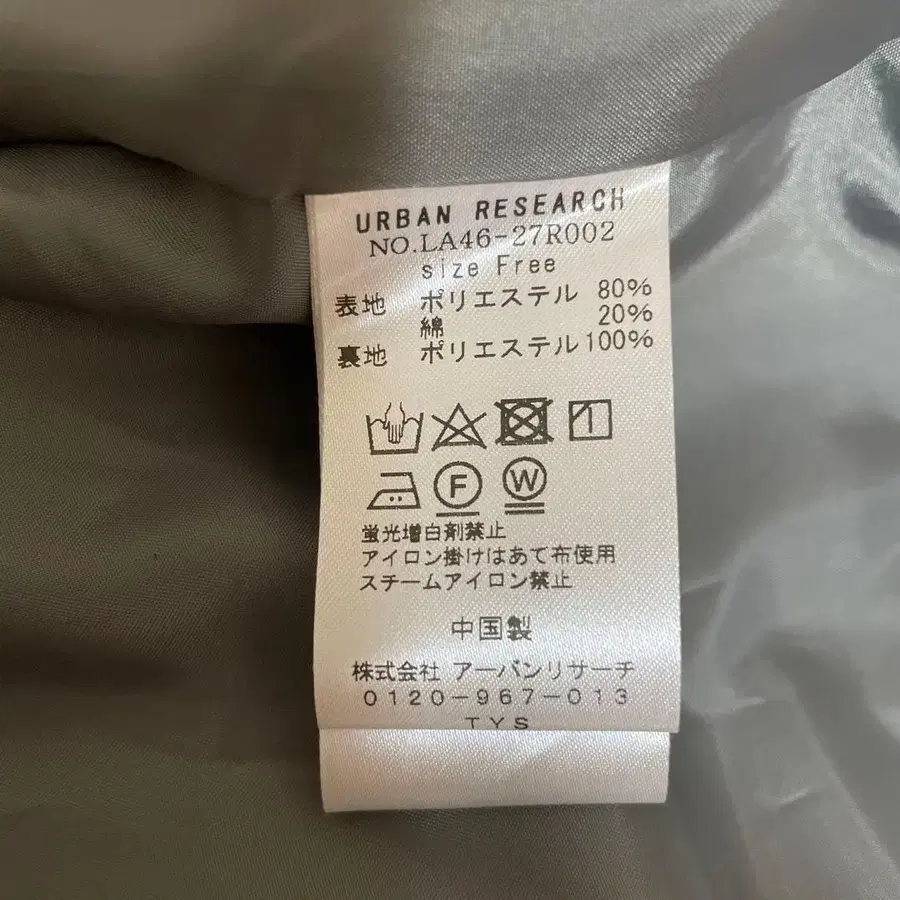 URBAN RESEARCH
NO.LA46-27R002
size Free
表地 ポリエステル 80%
綿 20%
裏地 ポリエステル 100%
F W
蛍光増白剤禁止
アイロン掛けはあて布使用
スチームアイロン禁止
中国製
株式会社 アーバンリサーチ
0120-967-013
TYS